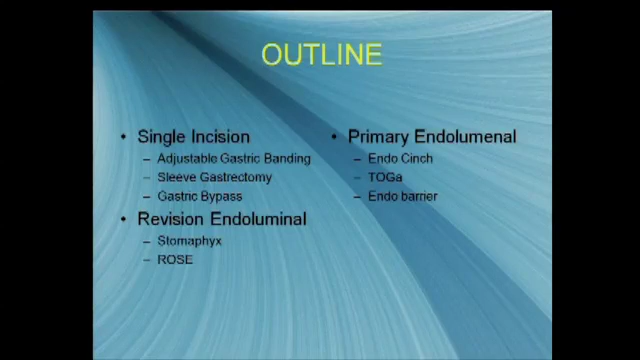 OUTLINE
• Single Incision
– Adjustable Gastric Banding
– Sleeve Gastrectomy
– Gastric Bypass
• Revision Endoluminal
– Stomaphyx
– ROSE
• Primary Endolumenal
– Endo Cinch
– TOGa
– Endo barrier